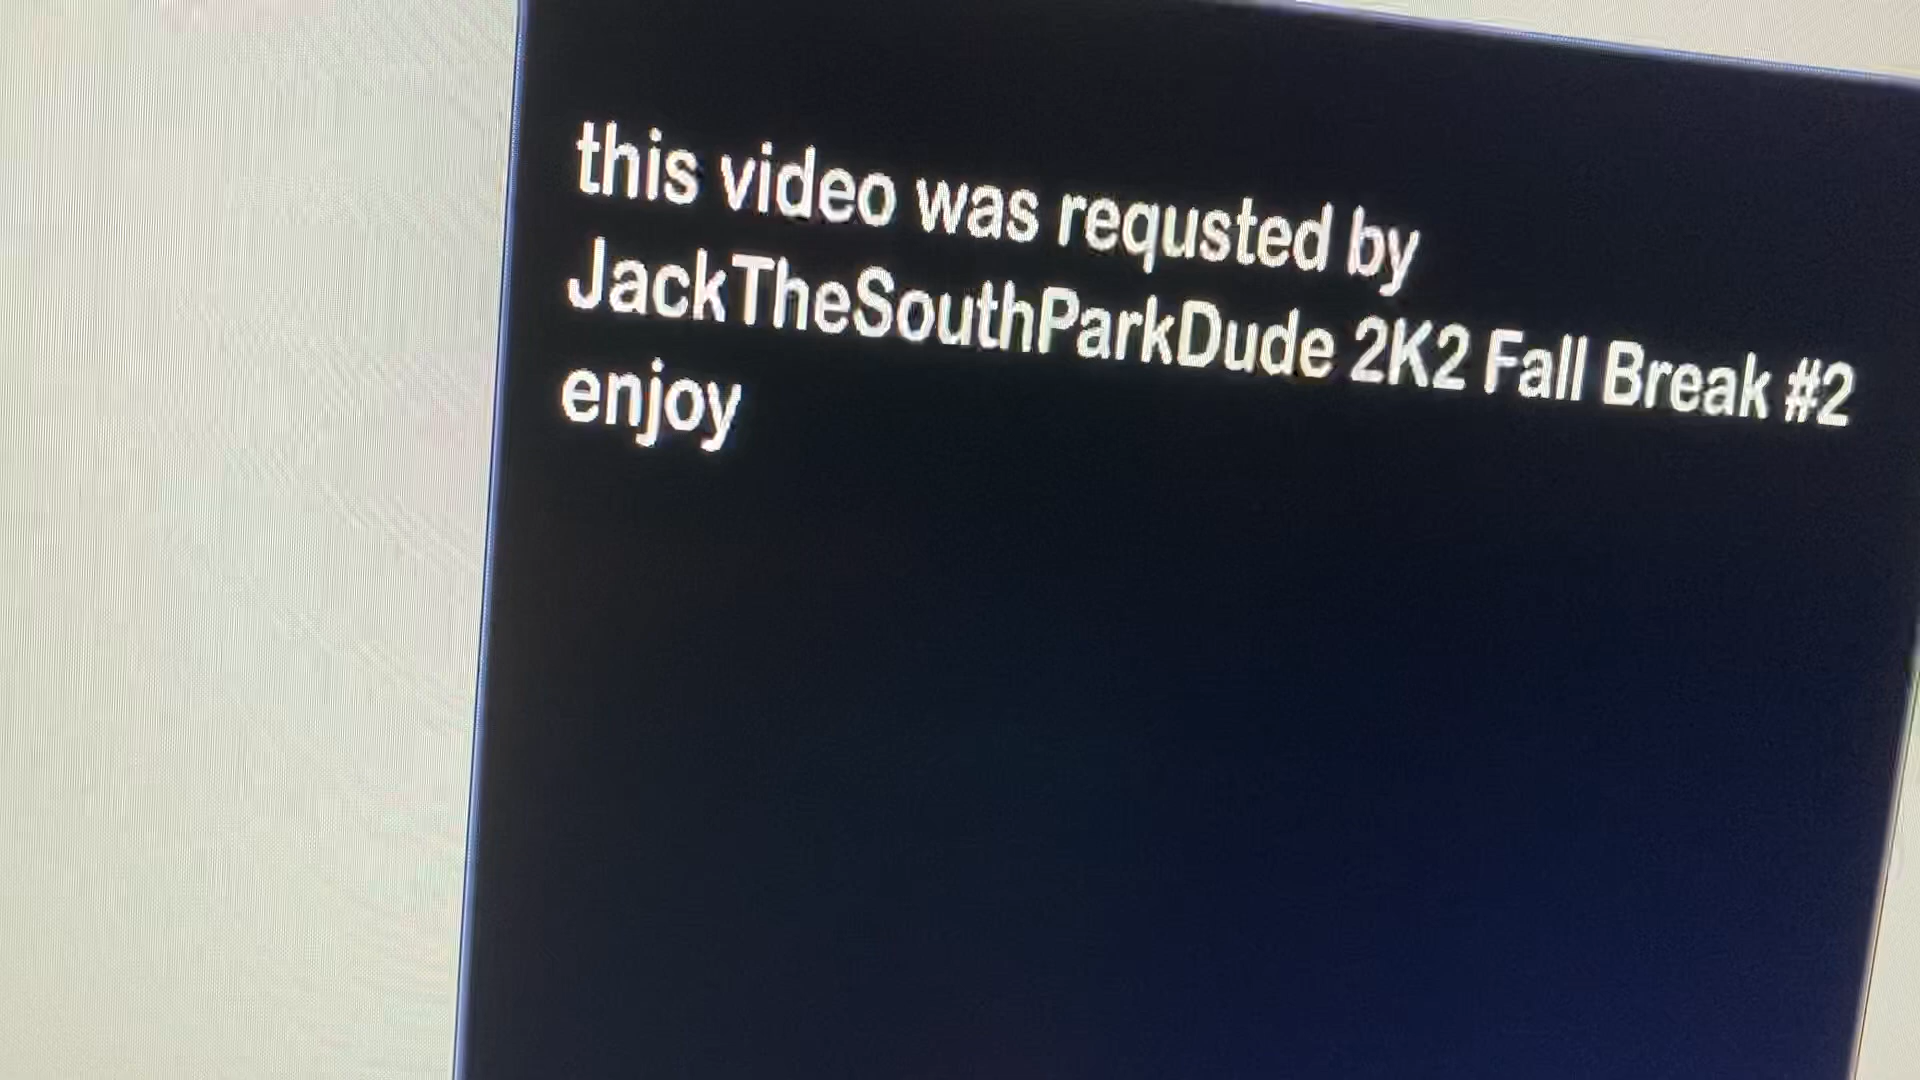 this video was requsted by
JackTheSouthParkDude 2K2 Fall Break #2
enjoy